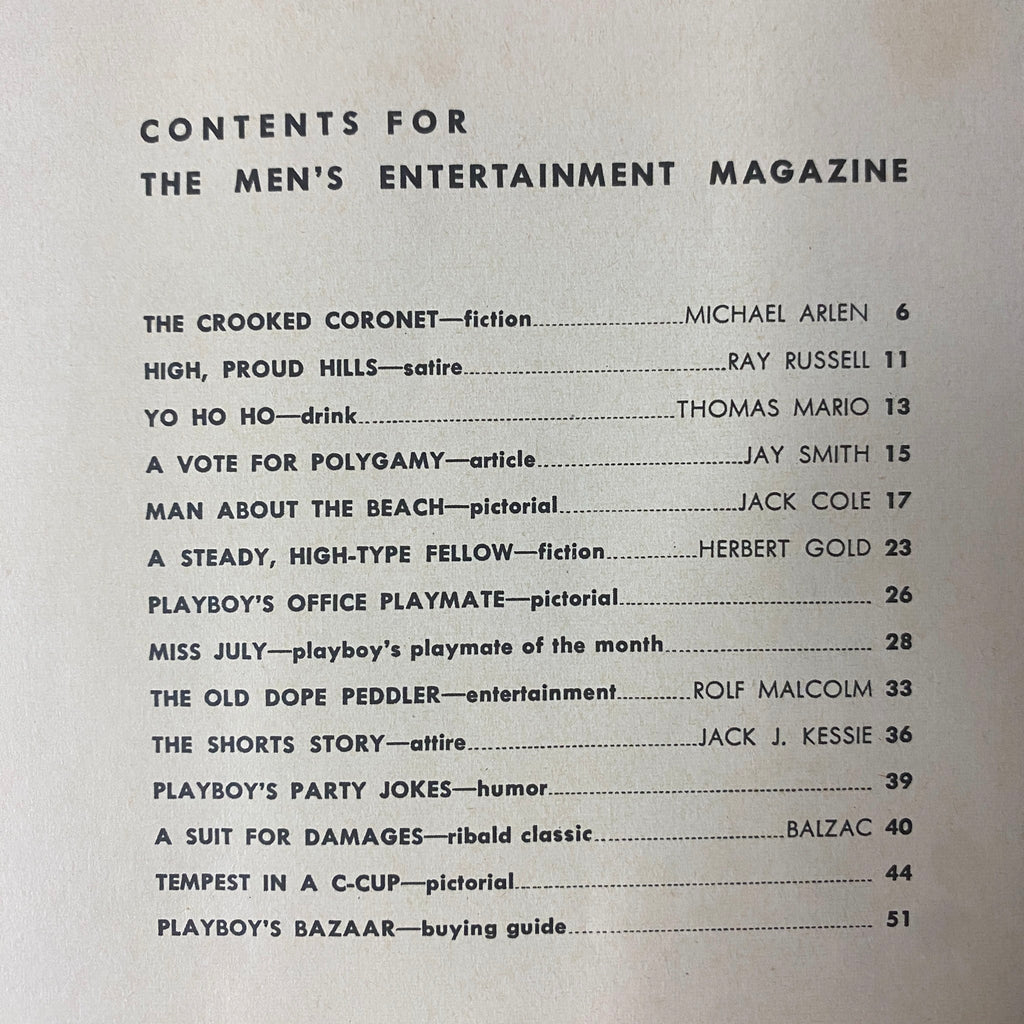 CONTENTS FOR
THE MEN'S ENTERTAINMENT MAGAZINE
THE CROOKED CORONET—fiction MICHAEL ARLEN 6
HIGH, PROUD HILLS—satire RAY RUSSELL 11
YO HO HO—drink THOMAS MARIO 13
A VOTE FOR POLYGAMY—article JAY SMITH 15
MAN ABOUT THE BEACH—pictorial JACK COLE 17
A STEADY, HIGH-TYPE FELLOW—fiction HERBERT GOLD 23
PLAYBOY'S OFFICE PLAYMATE—pictorial 26
MISS JULY—playboy's playmate of the month 28
THE OLD DOPE PEDDLER—entertainment ROLF MALCOLM 33
THE SHORTS STORY—attire JACK J. KESSIE 36
PLAYBOY'S PARTY JOKES—humor 39
A SUIT FOR DAMAGES—ribald classic BALZAC 40
TEMPEST IN A C-CUP—pictorial 44
PLAYBOY'S BAZAAR—buying guide 51